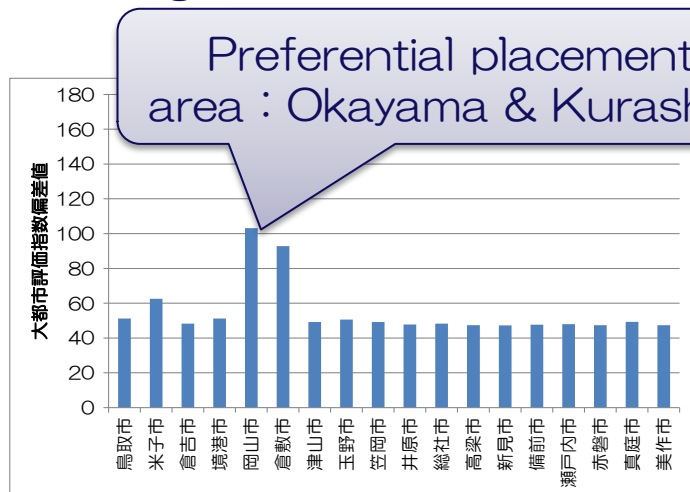 Preferential placement
area：Okayama & Kurash
180
160
140
120
100
80
60
40
20
0
大都市評価指数偏差値
鳥取市
米子市
倉吉市
境港市
岡山市
倉敷市
津山市
玉野市
笠岡市
井原市
総社市
高梁市
新見市
備前市
瀬戸内市
赤磐市
真庭市
美作市